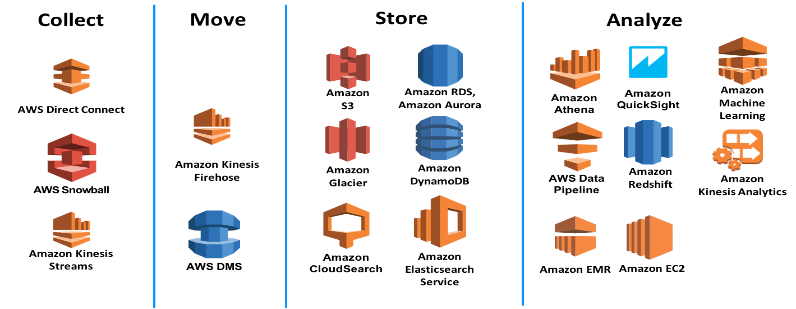 Collect
AWS Direct Connect
AWS Snowball
Amazon Kinesis
Streams
Move
Amazon Kinesis
Firehose
AWS DMS
Store
Amazon
S3
Amazon RDS,
Amazon Aurora
Amazon
Glacier
Amazon
DynamoDB
Amazon
CloudSearch
Amazon
Elasticsearch
Service
Analyze
Amazon
Athena
Amazon
QuickSight
Amazon
Machine
Learning
AWS Data
Pipeline
Amazon
Redshift
Amazon
Kinesis Analytics
Amazon EMR
Amazon EC2